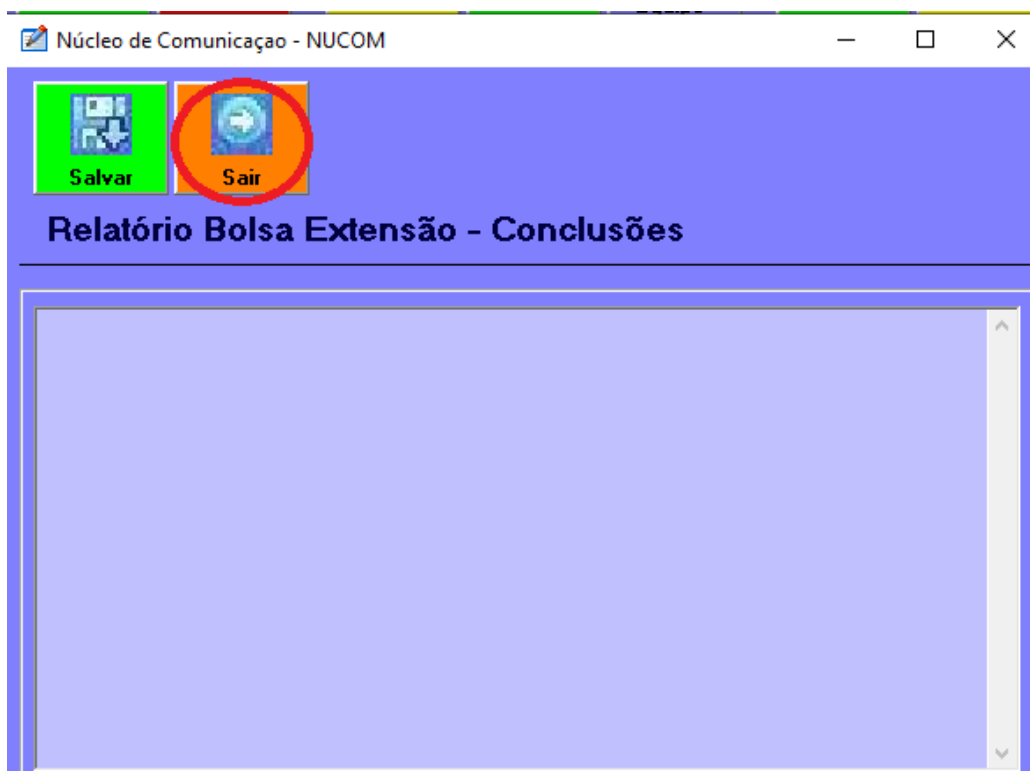 Núcleo de Comunicaçao - NUCOM
Salvar
Sair
Relatório Bolsa Extensão - Conclusões